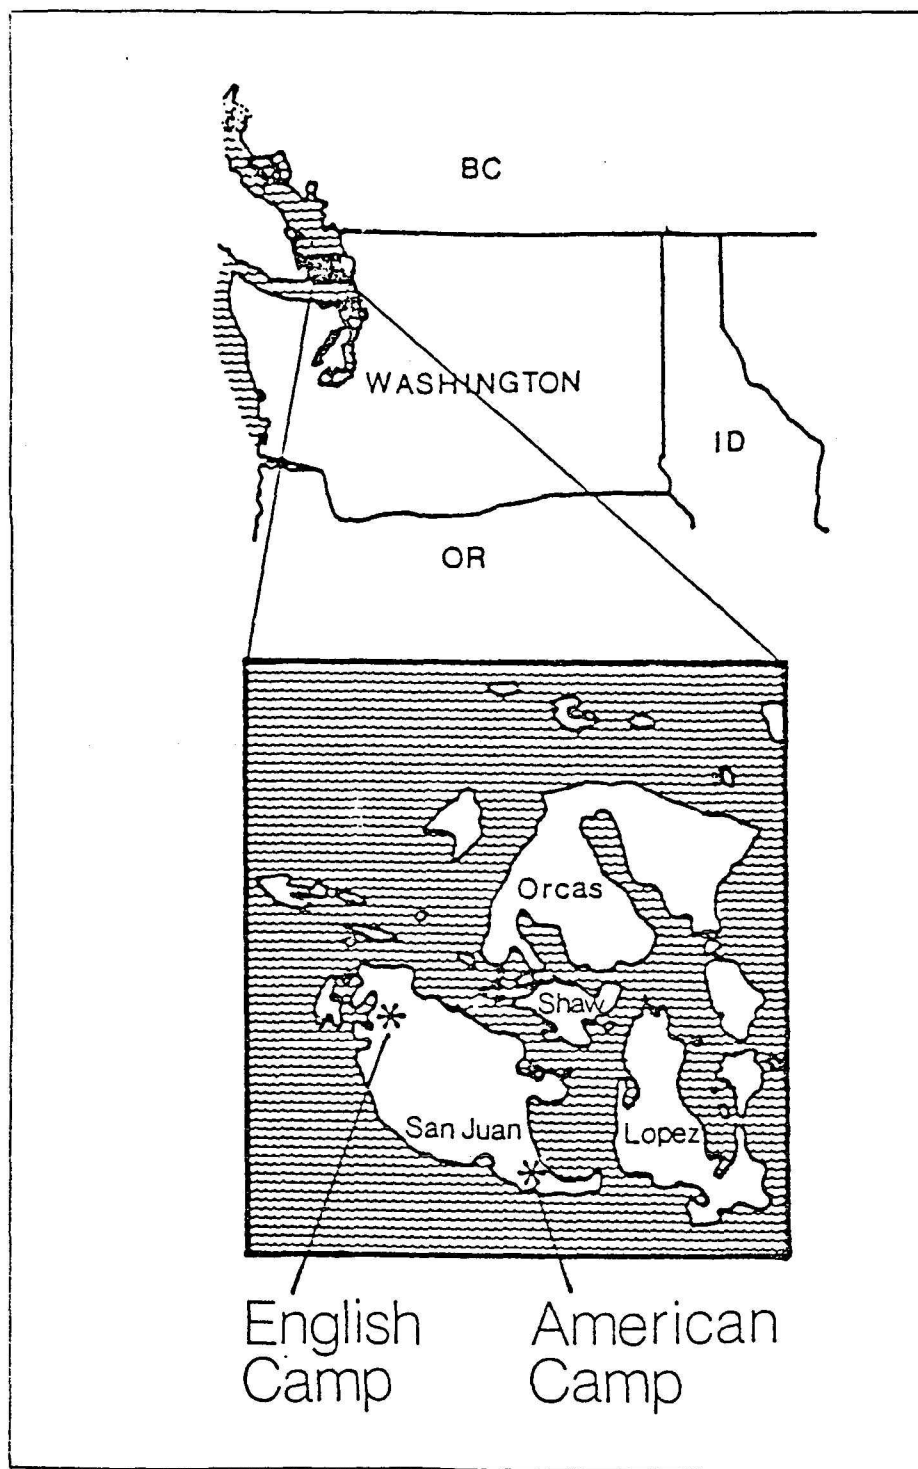 BC
WASHINGTON
ID
OR
Orcas
Shaw
San Juan
Lopez
English
Camp
American
Camp